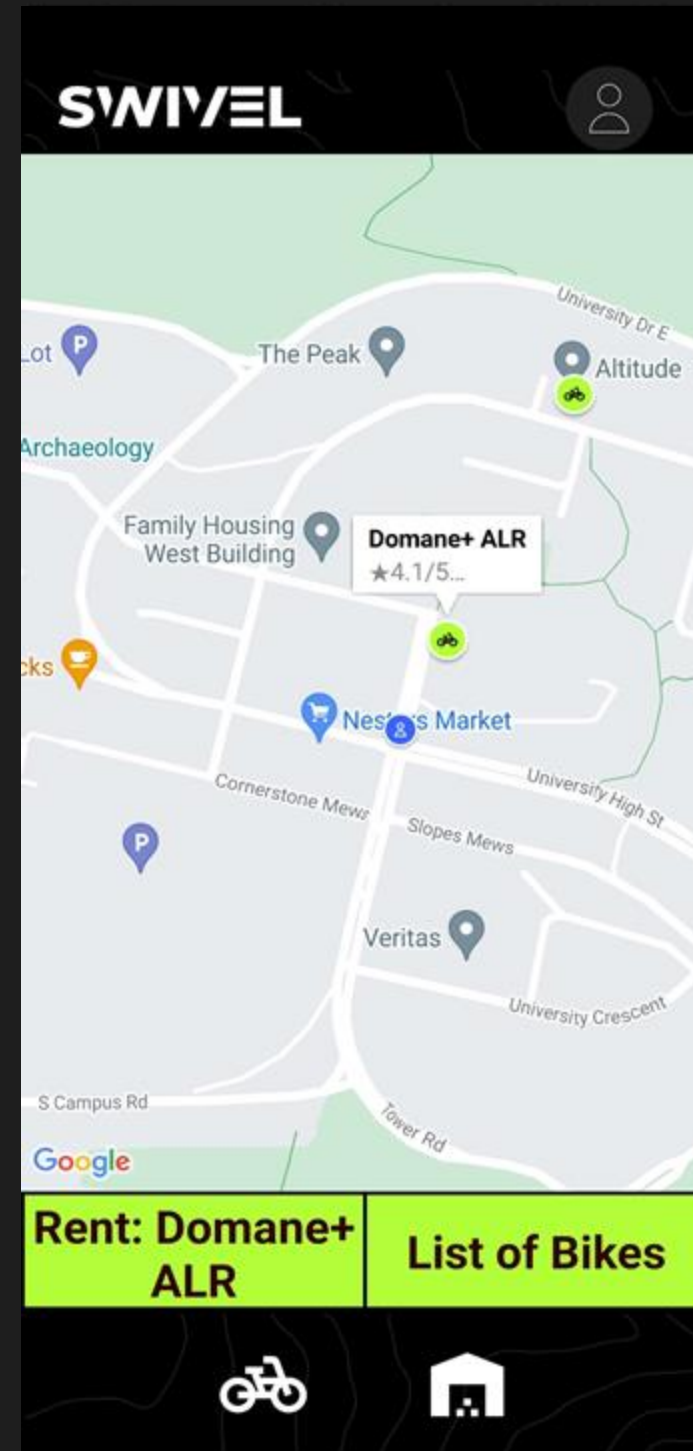 SWIVEL
University Dr E
Lot
P
The Peak
Altitude
Archaeology
Family Housing
West Building
Domane+ ALR
★4.1/5...
cks
Nesters Market
University High St
Cornerstone Mews
Slopes Mews
P
Veritas
University Crescent
S Campus Rd
Tower Rd
Google
Rent: Domane+
ALR
List of Bikes